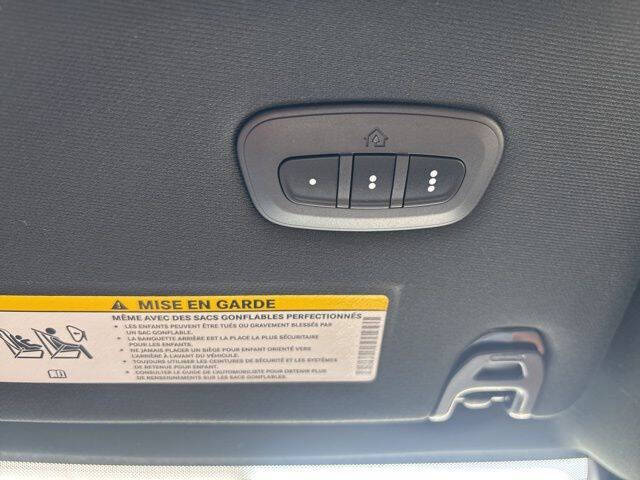 MISE EN GARDE
MÊME AVEC DES SACS GONFLABLES PERFECTIONNÉS
• LES ENFANTS PEUVENT ÊTRE TUÉS OU GRAVEMENT BLESSÉS PAR
UN SAC GONFLABLE.
• LA BANQUETTE ARRIÈRE EST LA PLACE LA PLUS SÉCURITAIRE
POUR LES ENFANTS.
• NE JAMAIS PLACER UN SIÈGE POUR ENFANT ORIENTÉ VERS
L'ARRIÈRE À L'AVANT DU VÉHICULE.
• TOUJOURS UTILISER LES CEINTURES DE SÉCURITÉ ET LES SYSTÈMES
DE RETENUE POUR ENFANT.
• CONSULTER LE GUIDE DE L'AUTOMOBILISTE POUR OBTENIR PLUS
DE RENSEIGNEMENTS SUR LES SACS GONFLABLES.